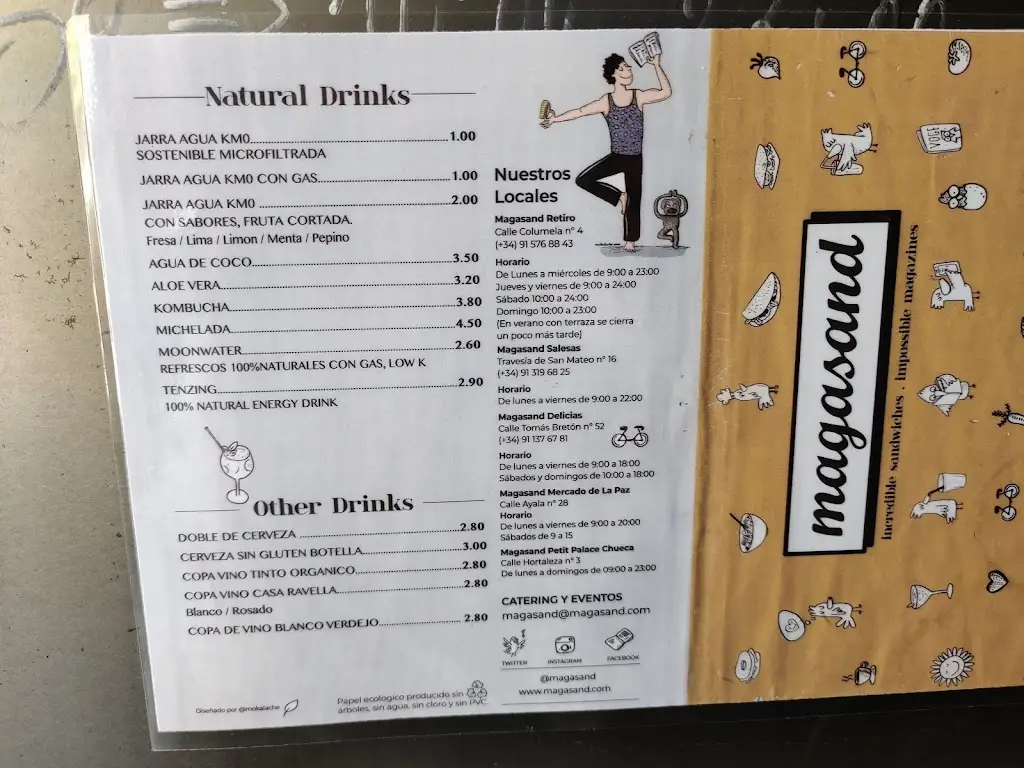 Natural Drinks
JARRA AGUA KM0 1.00
SOSTENIBLE MICROFILTRADA
JARRA AGUA KM0 CON GAS 1.00
JARRA AGUA KM0 2.00
CON SABORES, FRUTA CORTADA.
Fresa / Lima / Limon / Menta / Pepino
AGUA DE COCO 3.50
ALOE VERA 3.20
KOMBUCHA 3.80
MICHELADA 4.50
MOONWATER 2.60
REFRESCOS 100%NATURALES CON GAS, LOW K
TENZING 2.90
100% NATURAL ENERGY DRINK
Other Drinks
DOBLE DE CERVEZA 2.80
CERVEZA SIN GLUTEN BOTELLA 3.00
COPA VINO TINTO ORGANICO 2.80
COPA VINO CASA RAVELLA 2.80
Blanco / Rosado
COPA DE VINO BLANCO VERDEJO 2.80
Diseñado por @mokalache
Papel ecologico producido sin
árboles, sin agua, sin cloro y sin PVC
Nuestros
Locales
Magasand Retiro
Calle Columela nº 4
(+34) 91 576 88 43
Horario
De Lunes a miércoles de 9:00 a 23:00
Jueves y viernes de 9:00 a 24:00
Sábado 10:00 a 24:00
Domingo 10:00 a 23:00
(En verano con terraza se cierra
un poco más tarde)
Magasand Salesas
Travesía de San Mateo nº 16
(+34) 91 319 68 25
Horario
De lunes a viernes de 9:00 a 22:00
Magasand Delicias
Calle Tomás Bretón nº 52
(+34) 91 137 67 81
Horario
De lunes a viernes de 9:00 a 18:00
Sábados y domingos de 10:00 a 18:00
Magasand Mercado de La Paz
Calle Ayala nº 28
Horario
De lunes a viernes de 9:00 a 20:00
Sábados de 9 a 15
Magasand Petit Palace Chueca
Calle Hortaleza nº 3
De lunes a domingos de 09:00 a 23:00
CATERING Y EVENTOS
magasand@magasand.com
TWITTER INSTAGRAM FACEBOOK
@magasand
www.magasand.com
magasand
incredible sandwiches · impossible magazines